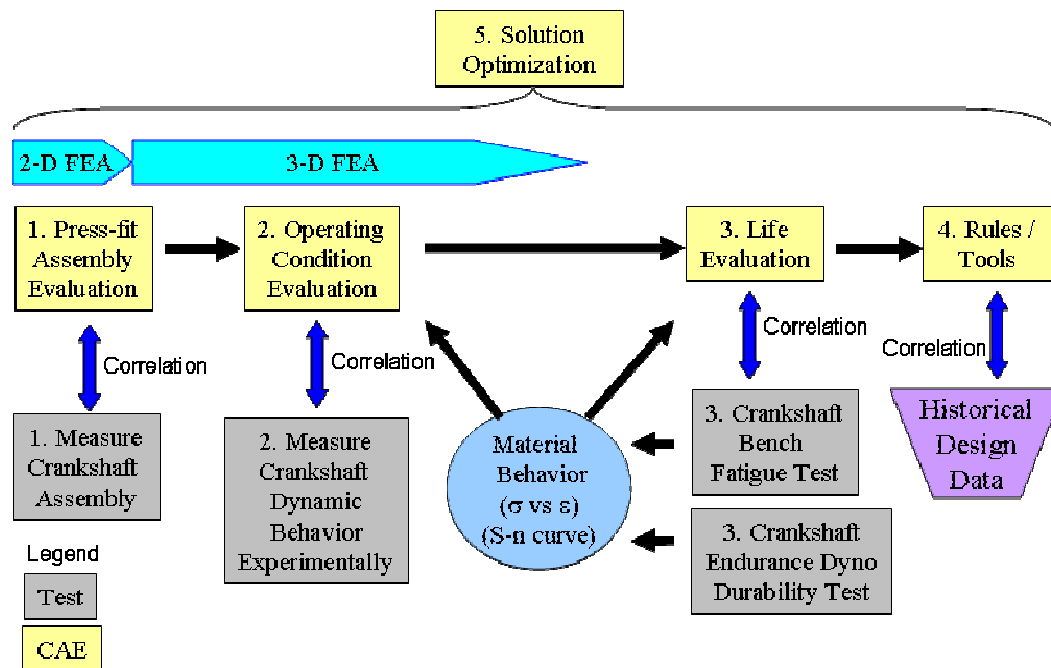 5. Solution
Optimization
2-D FEA
3-D FEA
1. Press-fit
Assembly
Evaluation
2. Operating
Condition
Evaluation
3. Life
Evaluation
4. Rules /
Tools
Correlation
Correlation
Correlation
Correlation
1. Measure
Crankshaft
Assembly
2. Measure
Crankshaft
Dynamic
Behavior
Experimentally
Material
Behavior
(σ vs ε)
(S-n curve)
3. Crankshaft
Bench
Fatigue Test
Historical
Design
Data
3. Crankshaft
Endurance Dyno
Durability Test
Legend
Test
CAE